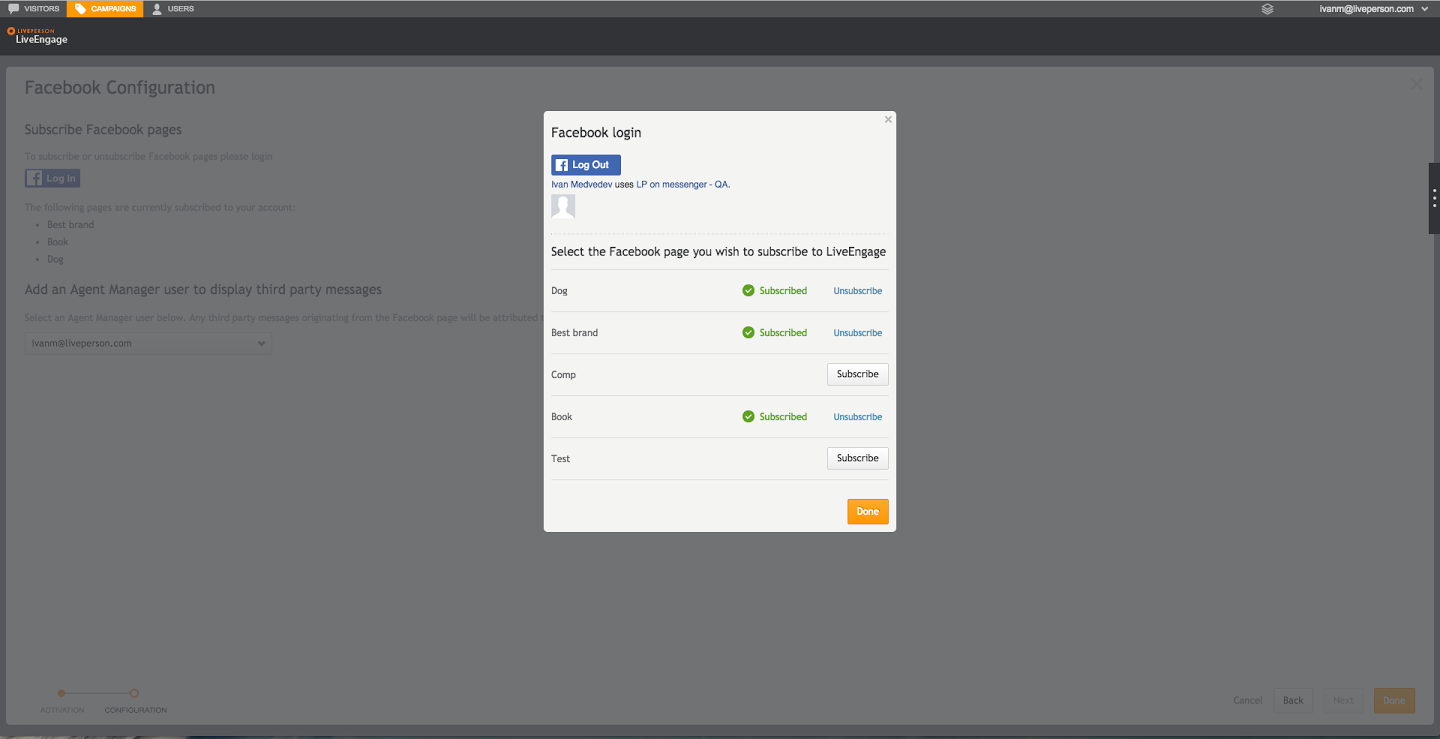 VISITORS
CAMPAIGNS
USERS
ivanm@liveperson.com
LIVEPERSON
LiveEngage
Facebook Configuration
Subscribe Facebook pages
To subscribe or unsubscribe Facebook pages please login
Log In
The following pages are currently subscribed to your account:
Best brand
Book
Dog
Add an Agent Manager user to display third party messages
Select an Agent Manager user below. Any third party messages originating from the Facebook page will be attributed
ivanm@liveperson.com
Facebook login
Log Out
Ivan Medvedev uses LP on messenger - QA.
Select the Facebook page you wish to subscribe to LiveEngage
Dog Subscribed Unsubscribe
Best brand Subscribed Unsubscribe
Comp Subscribe
Book Subscribed Unsubscribe
Test Subscribe
Done
ACTIVATION CONFIGURATION
Cancel Back Next Done